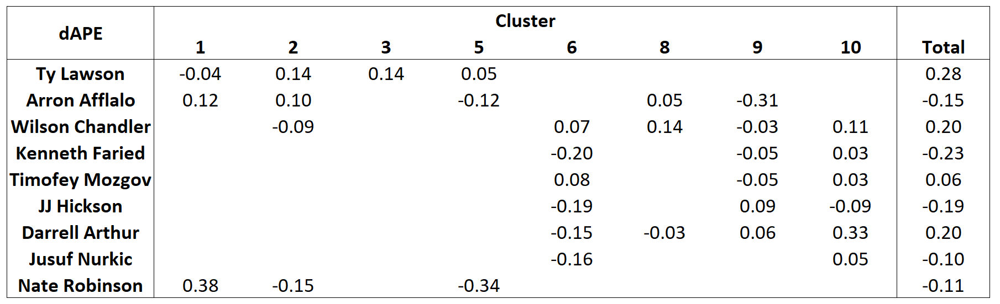 dAPE Cluster
1 2 3 5 6 8 9 10 Total
Ty Lawson -0.04 0.14 0.14 0.05 0.28
Arron Afflalo 0.12 0.10 -0.12 0.05 -0.31 -0.15
Wilson Chandler -0.09 0.07 0.14 -0.03 0.11 0.20
Kenneth Faried -0.20 -0.05 0.03 -0.23
Timofey Mozgov 0.08 -0.05 0.03 0.06
JJ Hickson -0.19 0.09 -0.09 -0.19
Darrell Arthur -0.15 -0.03 0.06 0.33 0.20
Jusuf Nurkic -0.16 0.05 -0.10
Nate Robinson 0.38 -0.15 -0.34 -0.11